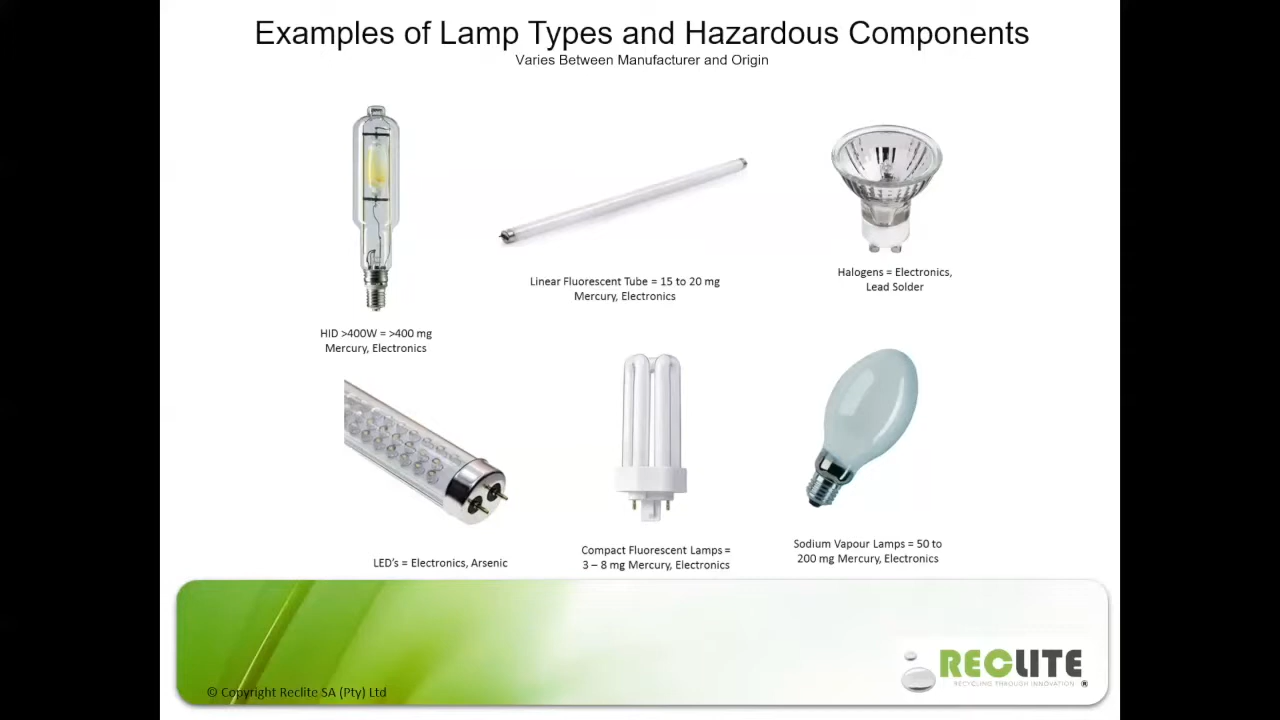 Examples of Lamp Types and Hazardous Components
Varies Between Manufacturer and Origin
Linear Fluorescent Tube = 15 to 20 mg
Mercury, Electronics
Halogens = Electronics,
Lead Solder
HID >400W = >400 mg
Mercury, Electronics
LED's = Electronics, Arsenic
Compact Fluorescent Lamps =
3 – 8 mg Mercury, Electronics
Sodium Vapour Lamps = 50 to
200 mg Mercury, Electronics
© Copyright Reclite SA (Pty) Ltd
RECLITE
RECYCLING THROUGH INNOVATION ®